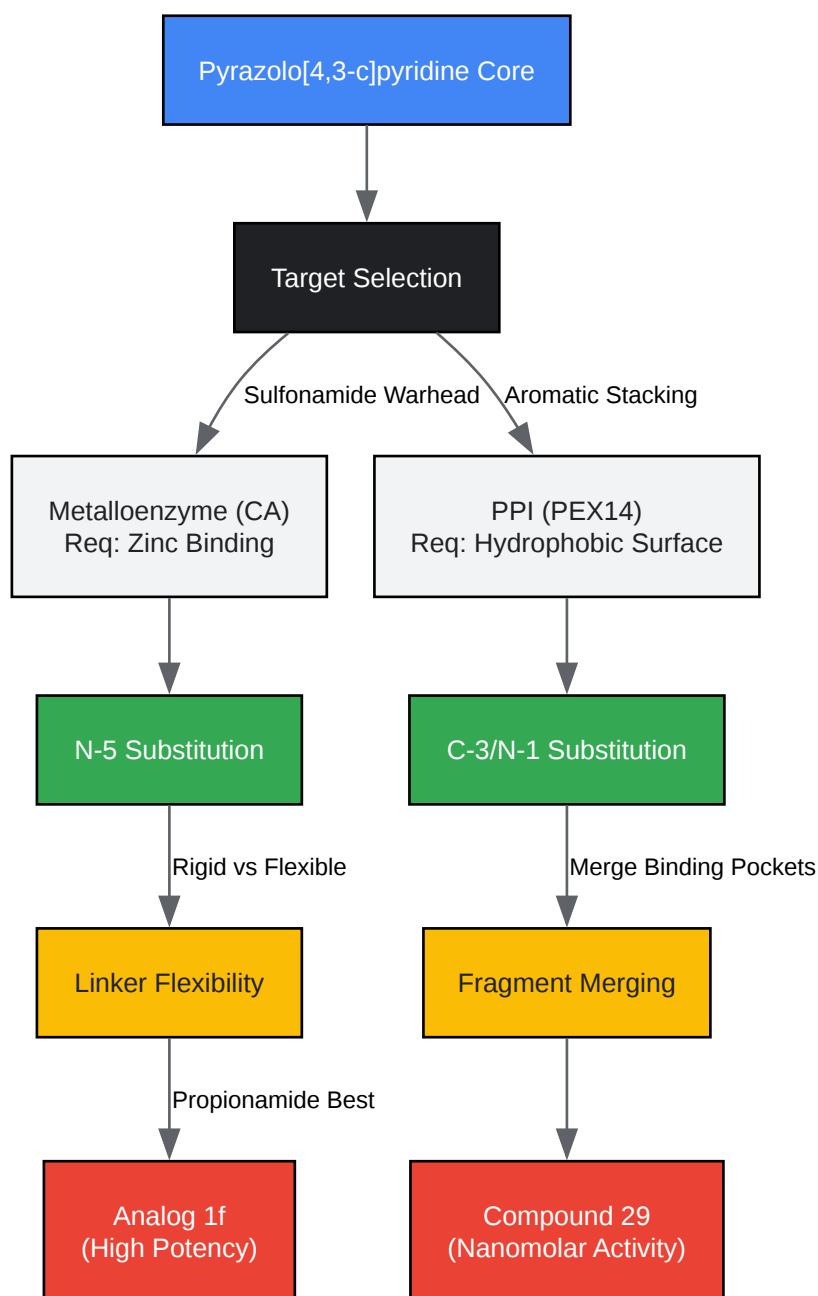 Pyrazolo[4,3-c]pyridine Core
Target Selection
Sulfonamide Warhead
Aromatic Stacking
Metalloenzyme (CA)
Req: Zinc Binding
PPI (PEX14)
Req: Hydrophobic Surface
N-5 Substitution
C-3/N-1 Substitution
Rigid vs Flexible
Merge Binding Pockets
Linker Flexibility
Fragment Merging
Propionamide Best
Analog 1f
(High Potency)
Compound 29
(Nanomolar Activity)